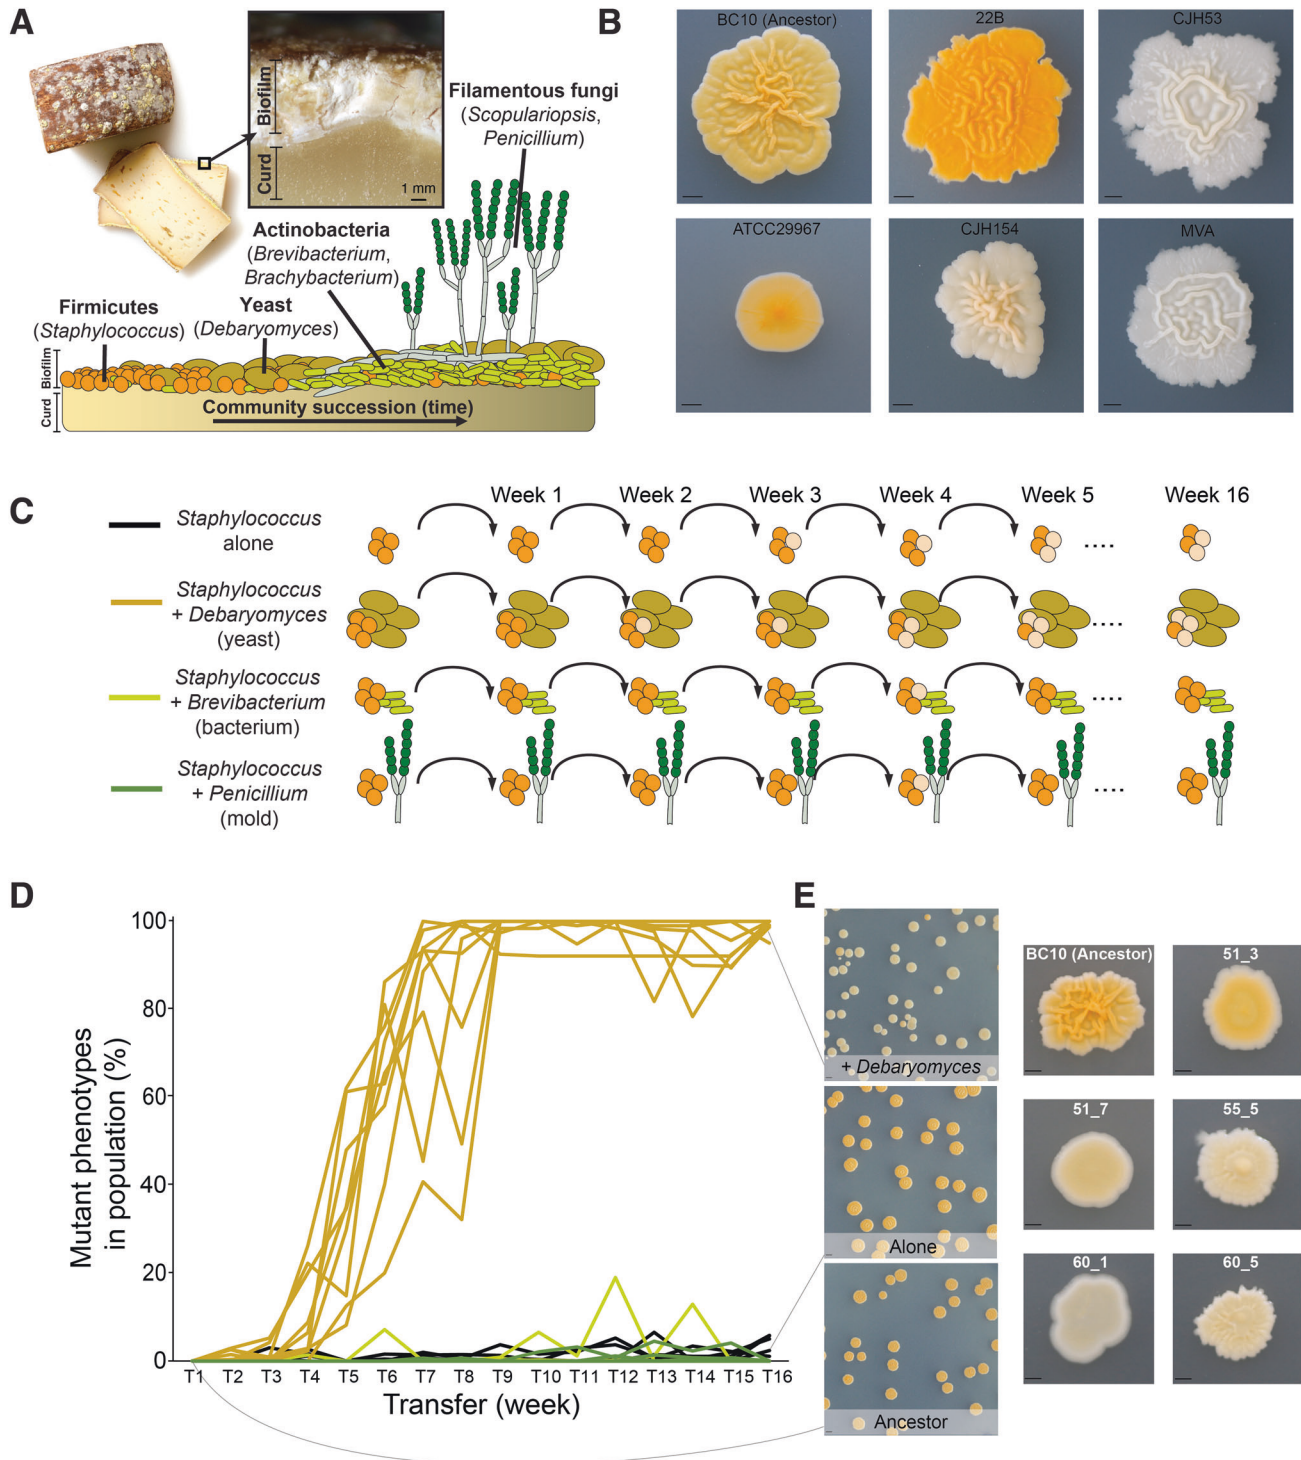 A
Biofilm
Curd
1 mm
Filamentous fungi
(Scopulariopsis,
Penicillium)
Actinobacteria
(Brevibacterium,
Brachybacterium)
Firmicutes
(Staphylococcus)
Yeast
(Debaryomyces)
Biofilm
Curd
Community succession (time)
B
BC10 (Ancestor)
22B
CJH53
ATCC29967
CJH154
MVA
C
Week 1
Week 2
Week 3
Week 4
Week 5
Week 16
Staphylococcus
alone
....
Staphylococcus
+ Debaryomyces
(yeast)
....
Staphylococcus
+ Brevibacterium
(bacterium)
....
Staphylococcus
+ Penicillium
(mold)
....
D
Mutant phenotypes
in population (%)
100
80
60
40
20
0
T1
T2
T3
T4
T5
T6
T7
T8
T9
T10
T11
T12
T13
T14
T15
T16
Transfer (week)
E
+ Debaryomyces
Alone
Ancestor
BC10 (Ancestor)
51_3
51_7
55_5
60_1
60_5